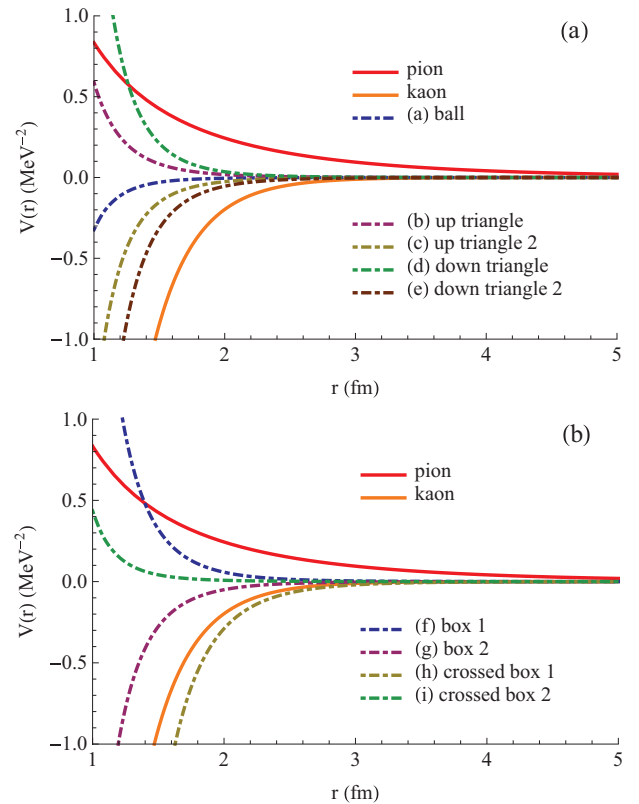 (a)
1.0
0.5
0.0
−0.5
−1.0
V(r) (MeV−2)
pion
kaon
(a) ball
(b) up triangle
(c) up triangle 2
(d) down triangle
(e) down triangle 2
1 2 3 4 5
r (fm)
(b)
1.0
0.5
0.0
−0.5
−1.0
V(r) (MeV−2)
pion
kaon
(f) box 1
(g) box 2
(h) crossed box 1
(i) crossed box 2
1 2 3 4 5
r (fm)